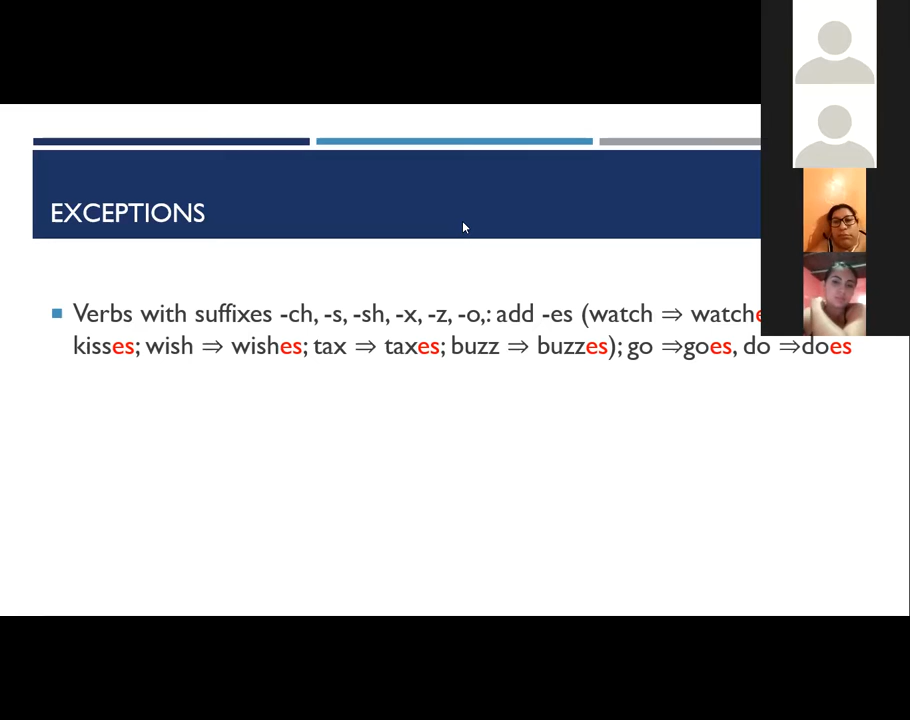 EXCEPTIONS
Verbs with suffixes -ch, -s, -sh, -x, -z, -o,: add -es (watch ⇒ watche
kisses; wish ⇒ wishes; tax ⇒ taxes; buzz ⇒ buzzes); go ⇒goes, do ⇒does